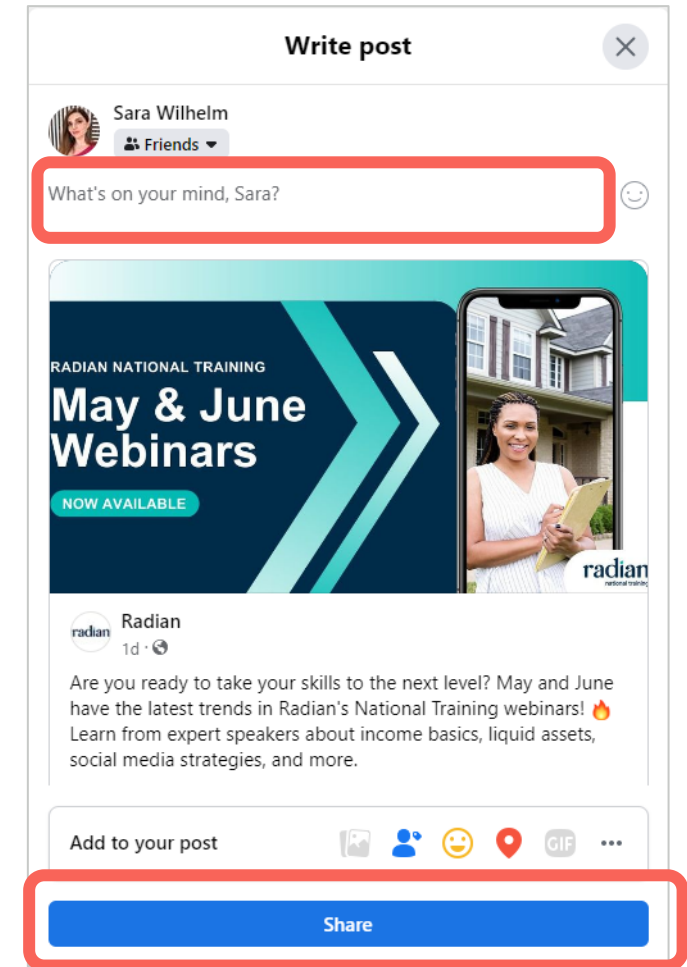 Write post
Sara Wilhelm
Friends
What's on your mind, Sara?
RADIAN NATIONAL TRAINING
May & June
Webinars
NOW AVAILABLE
radian
national training
radian
Radian
1d ·
Are you ready to take your skills to the next level? May and June
have the latest trends in Radian's National Training webinars! 🔥
Learn from expert speakers about income basics, liquid assets,
social media strategies, and more.
Add to your post
GIF
Share